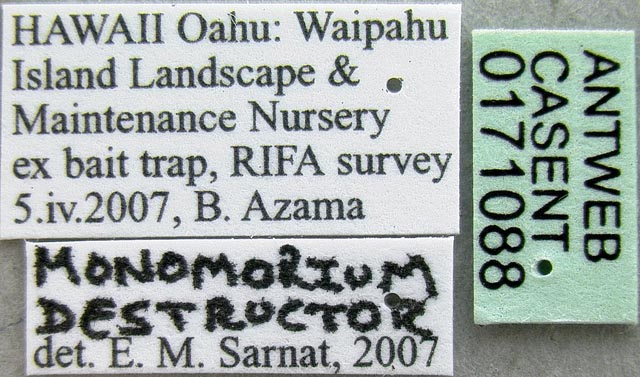 HAWAII Oahu: Waipahu
Island Landscape &
Maintenance Nursery
ex bait trap, RIFA survey
5.iv.2007, B. Azama
MONOMORIUM
DESTRUCTOR
det. E. M. Sarnat, 2007
ANTWEB
CASENT
0171088